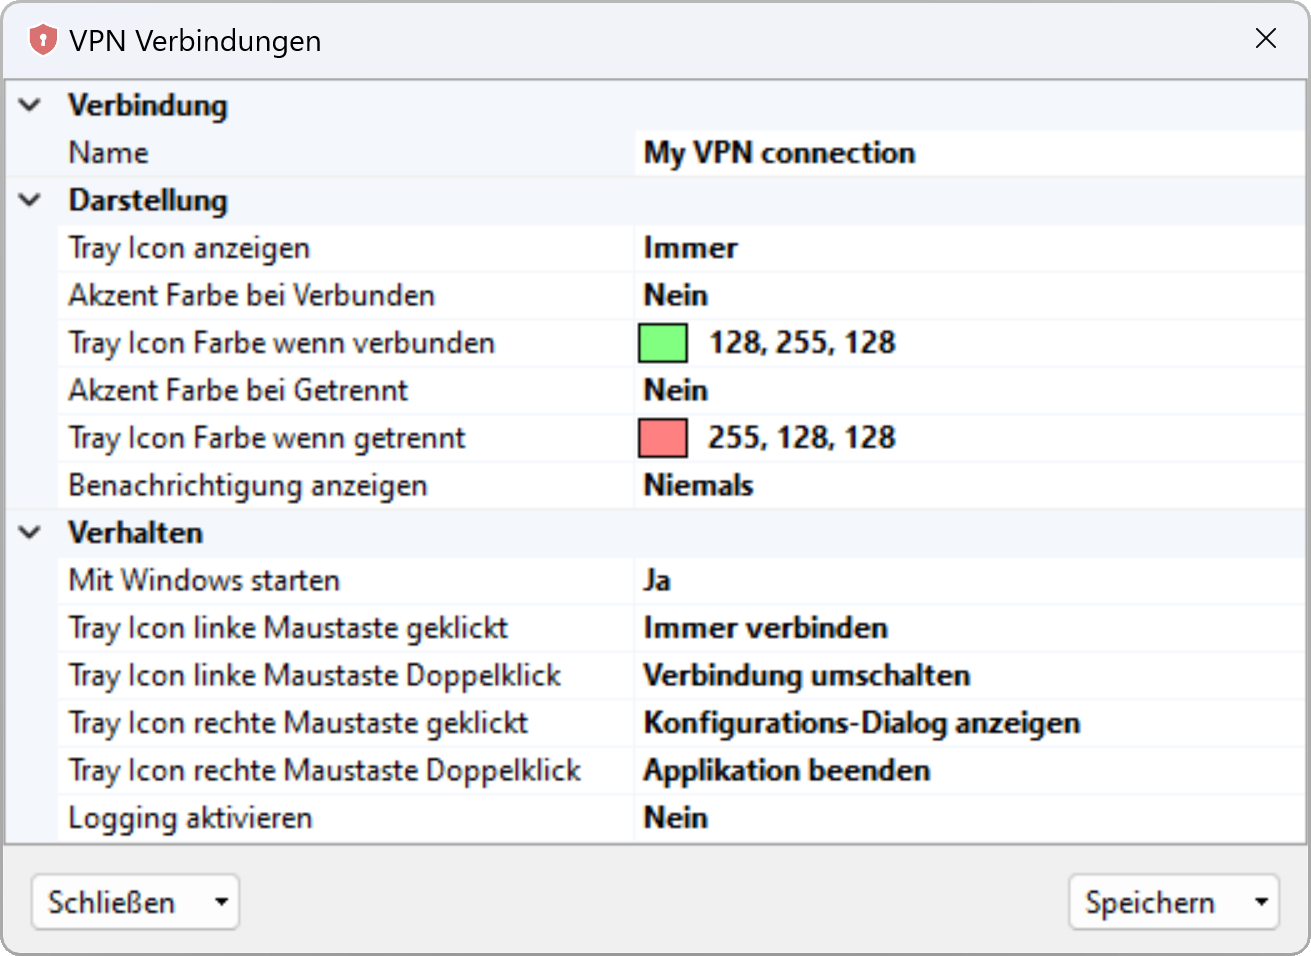 VPN Verbindungen
Verbindung
Name My VPN connection
Darstellung
Tray Icon anzeigen Immer
Akzent Farbe bei Verbunden Nein
Tray Icon Farbe wenn verbunden 128, 255, 128
Akzent Farbe bei Getrennt Nein
Tray Icon Farbe wenn getrennt 255, 128, 128
Benachrichtigung anzeigen Niemals
Verhalten
Mit Windows starten Ja
Tray Icon linke Maustaste geklickt Immer verbinden
Tray Icon linke Maustaste Doppelklick Verbindung umschalten
Tray Icon rechte Maustaste geklickt Konfigurations-Dialog anzeigen
Tray Icon rechte Maustaste Doppelklick Applikation beenden
Logging aktivieren Nein
Schließen Speichern